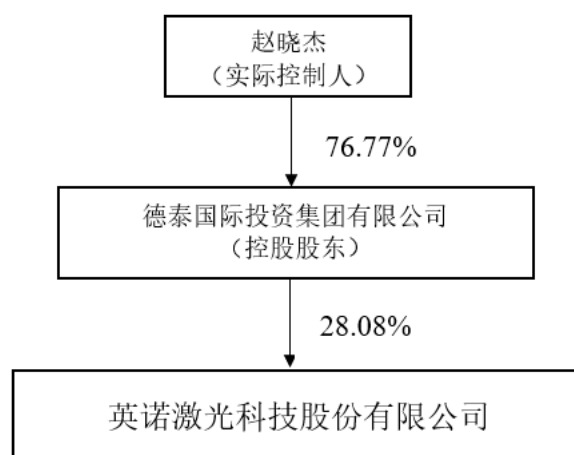 赵晓杰
（实际控制人）
76.77%
德泰国际投资集团有限公司
（控股股东）
28.08%
英诺激光科技股份有限公司